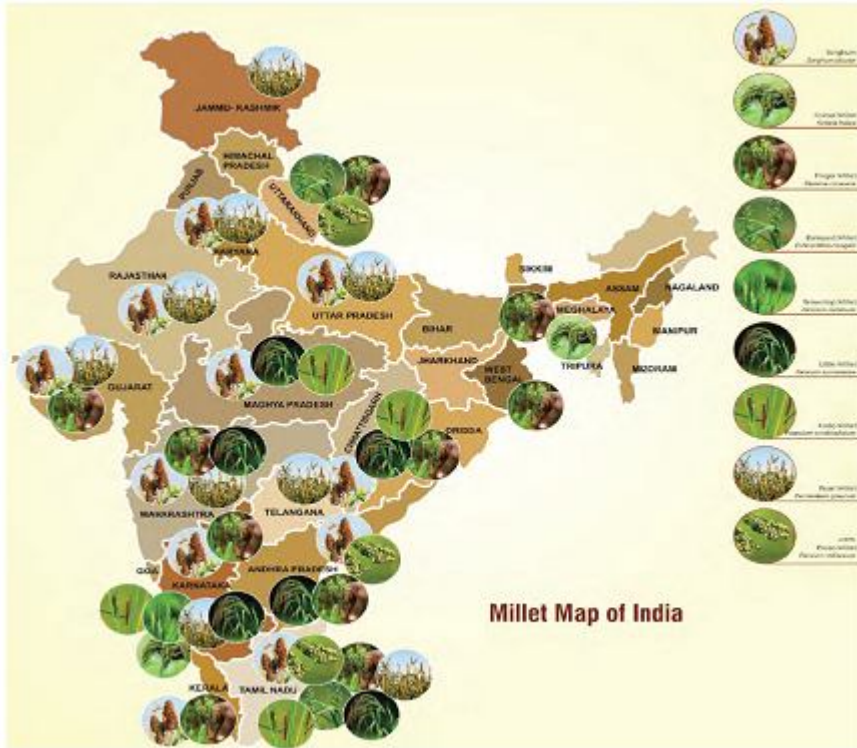 JAMMU- KASHMIR
HIMACHAL
PRADESH
PUNJAB
UTTARAKHAND
HARYANA
RAJASTHAN
UTTAR PRADESH
SIKKIM
ASSAM
NAGALAND
MEGHALAYA
MANIPUR
BIHAR
TRIPURA
MIZORAM
JHARKHAND
WEST
BENGAL
GUJARAT
MADHYA PRADESH
CHHATTISGARH
ORISSA
MAHARASHTRA
TELANGANA
GOA
KARNATAKA
ANDHRA PRADESH
Millet Map of India
KERALA
TAMIL NADU
Sorghum
Finger Millet
Barnyard Millet
Little Millet
Kodo Millet
Pearl Millet
Proso Millet